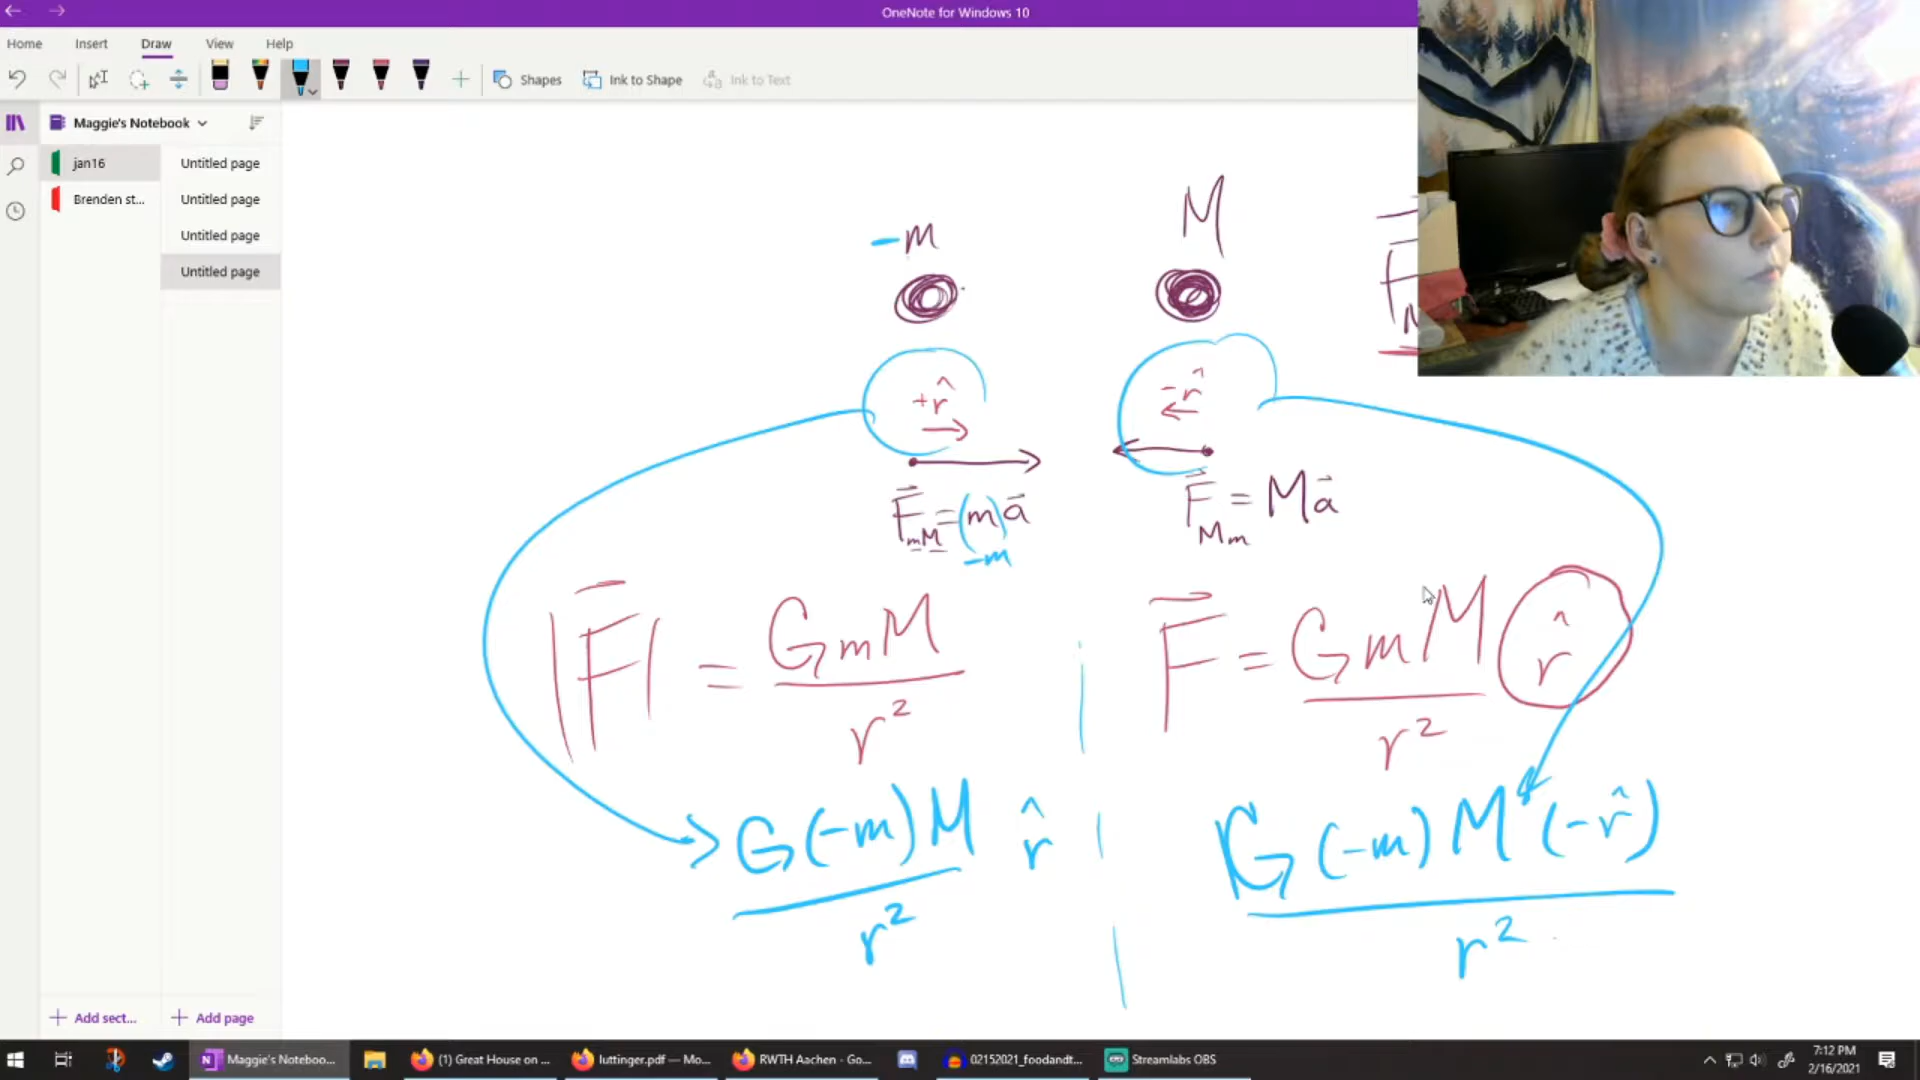 OneNote for Windows 10
Home Insert Draw View Help
Shapes Ink to Shape Ink to Text
Maggie's Notebook
jan16
Brenden st...
Untitled page
Untitled page
Untitled page
Untitled page
Add sect...
Add page
-m
M
+r̂
-r̂
F⃗mM = (m)a⃗
-m
F⃗Mm = Ma⃗
|F⃗| = GmM / r²
F⃗ = GmM / r² r̂
G(-m)M / r² r̂
G(-m)M(-r̂) / r²
Maggie's Noteboo...
(1) Great House on ...
luttinger.pdf — Mo...
RWTH Aachen - Go...
02152021_foodandt...
Streamlabs OBS
7:12 PM
2/16/2021